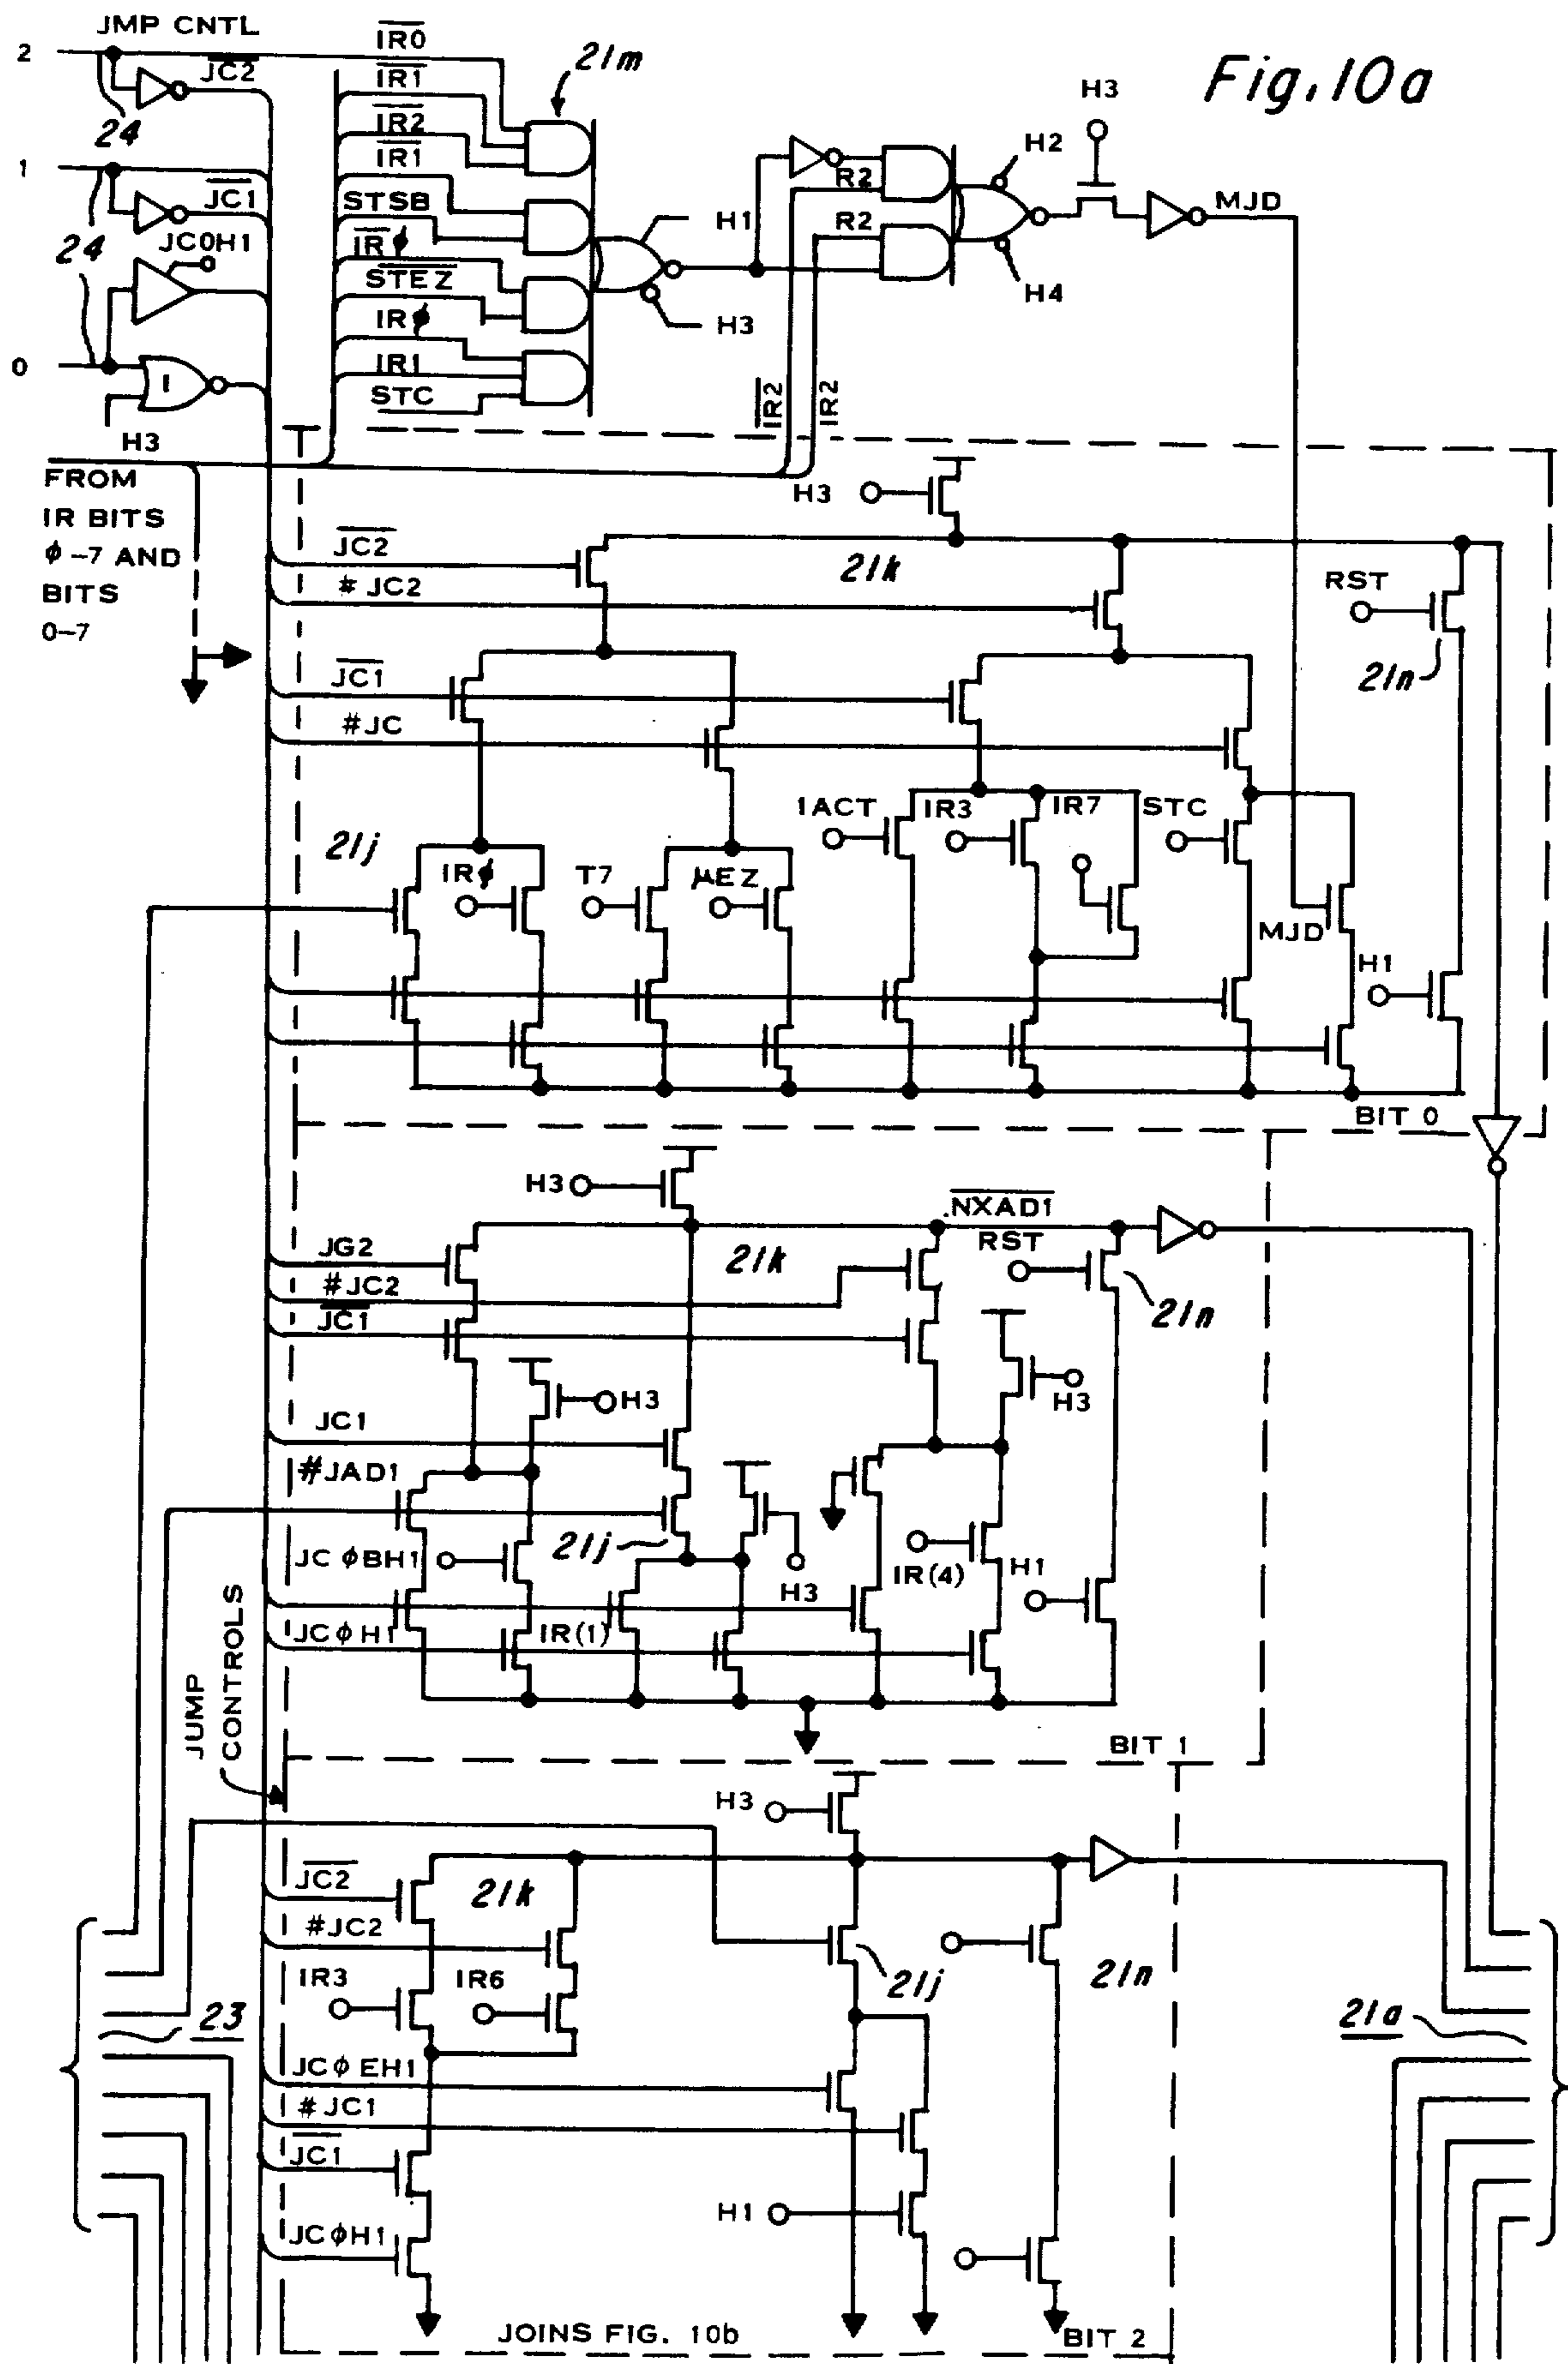 JMP CNTL
Fig. 10a
2
JC2
24
IR0
IR1
IR2
IR1
STSB
IRϕ
STEZ
IRϕ
IR1
STC
21m
H1
H3
R2
R2
H2
H4
H3
MJD
1
JC1
24
JC0H1
24
0
1
H3
IR2
IR2
FROM
IR BITS
ϕ-7 AND
BITS
0-7
H3
JC2
#JC2
21k
RST
21n
JC1
#JC
21j
IRϕ
T7
μEZ
1ACT
IR3
IR7
STC
MJD
H1
BIT 0
H3
NXAD1
RST
21k
21n
JG2
#JC2
JC1
H3
H3
JC1
#JAD1
21j
JCϕBH1
H3
IR(4)
H1
JCϕH1
IR(1)
JUMP
CONTROLS
BIT 1
H3
JC2
21k
#JC2
IR3
IR6
21j
21n
23
21a
JCϕEH1
#JC1
JC1
H1
JCϕH1
JOINS FIG. 10b
BIT 2